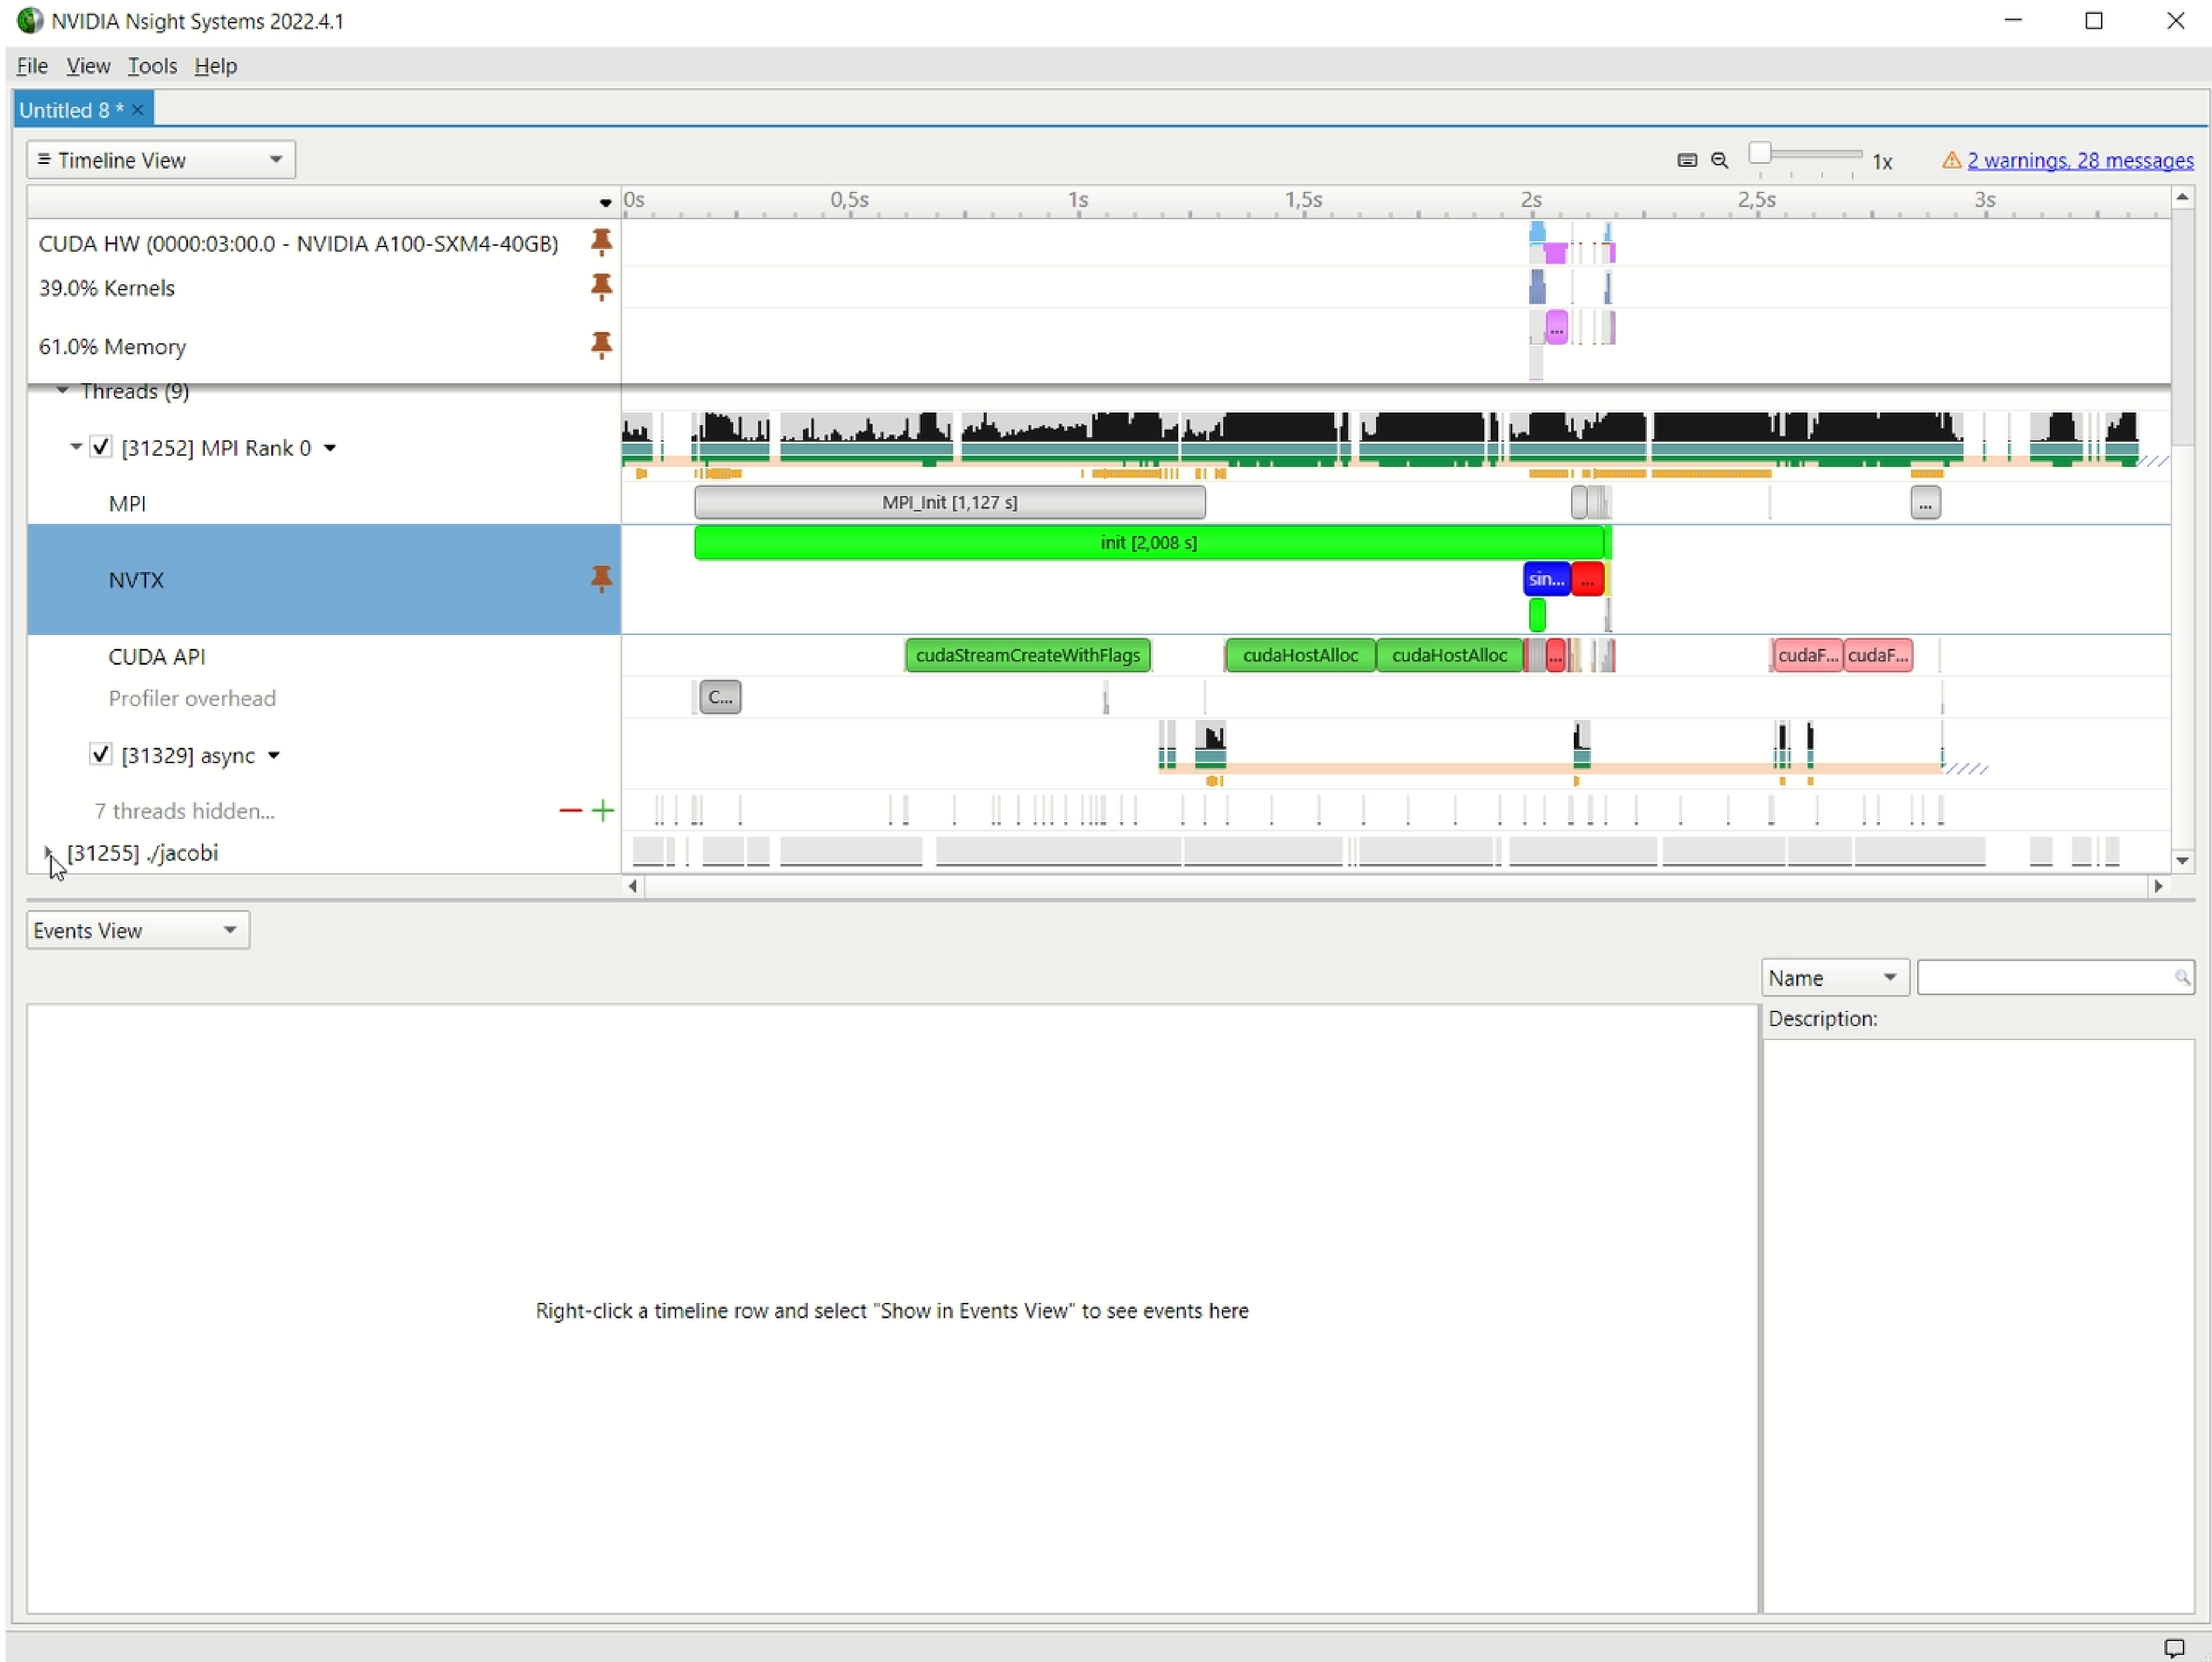 NVIDIA Nsight Systems 2022.4.1
File View Tools Help
Untitled 8 *
Timeline View
1x
2 warnings, 28 messages
0s 0,5s 1s 1,5s 2s 2,5s 3s
CUDA HW (0000:03:00.0 - NVIDIA A100-SXM4-40GB)
39.0% Kernels
61.0% Memory
...
Threads (9)
[31252] MPI Rank 0
MPI
MPI_Init [1,127 s]
...
init [2,008 s]
NVTX
sin...
...
CUDA API
cudaStreamCreateWithFlags
cudaHostAlloc
cudaHostAlloc
...
cudaF...
cudaF...
Profiler overhead
C...
[31329] async
7 threads hidden...
[31255] ./jacobi
Events View
Name
Description:
Right-click a timeline row and select "Show in Events View" to see events here